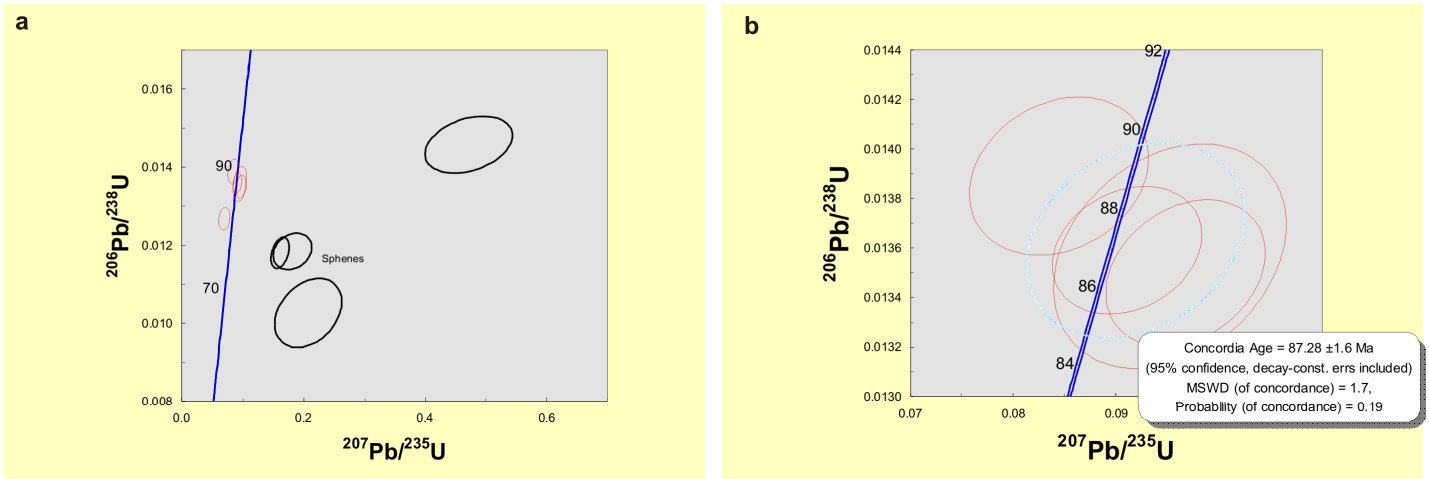 a
0.016
0.014
0.012
0.010
0.008
0.0
0.2
0.4
0.6
90
70
Sphenes
206Pb/238U
207Pb/235U
b
0.0144
0.0142
0.0140
0.0138
0.0136
0.0134
0.0132
0.0130
0.07
0.08
0.09
92
90
88
86
84
206Pb/238U
207Pb/235U
Concordia Age = 87.28 ±1.6 Ma
(95% confidence, decay-const. errs included)
MSWD (of concordance) = 1.7,
Probability (of concordance) = 0.19